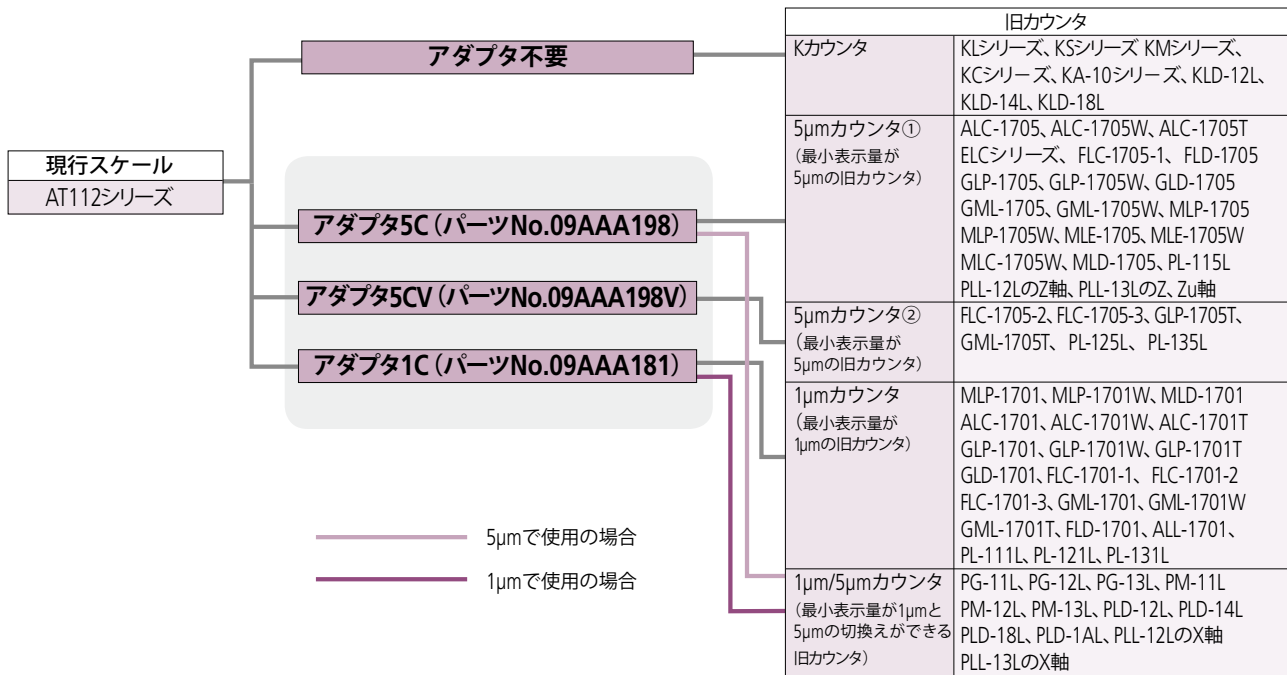 現行スケール
AT112シリーズ
アダプタ不要
アダプタ5C（パーツNo.09AAA198）
アダプタ5CV（パーツNo.09AAA198V）
アダプタ1C（パーツNo.09AAA181）
5μmで使用の場合
1μmで使用の場合
旧カウンタ
Kカウンタ
KLシリーズ、KSシリーズ KMシリーズ、
KCシリーズ、KA-10シリーズ、KLD-12L、
KLD-14L、KLD-18L
5μmカウンタ①
（最小表示量が
5μmの旧カウンタ）
ALC-1705、ALC-1705W、ALC-1705T
ELCシリーズ、FLC-1705-1、FLD-1705
GLP-1705、GLP-1705W、GLD-1705
GML-1705、GML-1705W、MLP-1705
MLP-1705W、MLE-1705、MLE-1705W
MLC-1705W、MLD-1705、PL-115L
PLL-12LのZ軸、PLL-13LのZ、Zu軸
5μmカウンタ②
（最小表示量が
5μmの旧カウンタ）
FLC-1705-2、FLC-1705-3、GLP-1705T、
GML-1705T、PL-125L、PL-135L
1μmカウンタ
（最小表示量が
1μmの旧カウンタ）
MLP-1701、MLP-1701W、MLD-1701
ALC-1701、ALC-1701W、ALC-1701T
GLP-1701、GLP-1701W、GLP-1701T
GLD-1701、FLC-1701-1、FLC-1701-2
FLC-1701-3、GML-1701、GML-1701W
GML-1701T、FLD-1701、ALL-1701、
PL-111L、PL-121L、PL-131L
1μm/5μmカウンタ
（最小表示量が1μmと
5μmの切換えができる
旧カウンタ）
PG-11L、PG-12L、PG-13L、PM-11L
PM-12L、PM-13L、PLD-12L、PLD-14L
PLD-18L、PLD-1AL、PLL-12LのX軸
PLL-13LのX軸